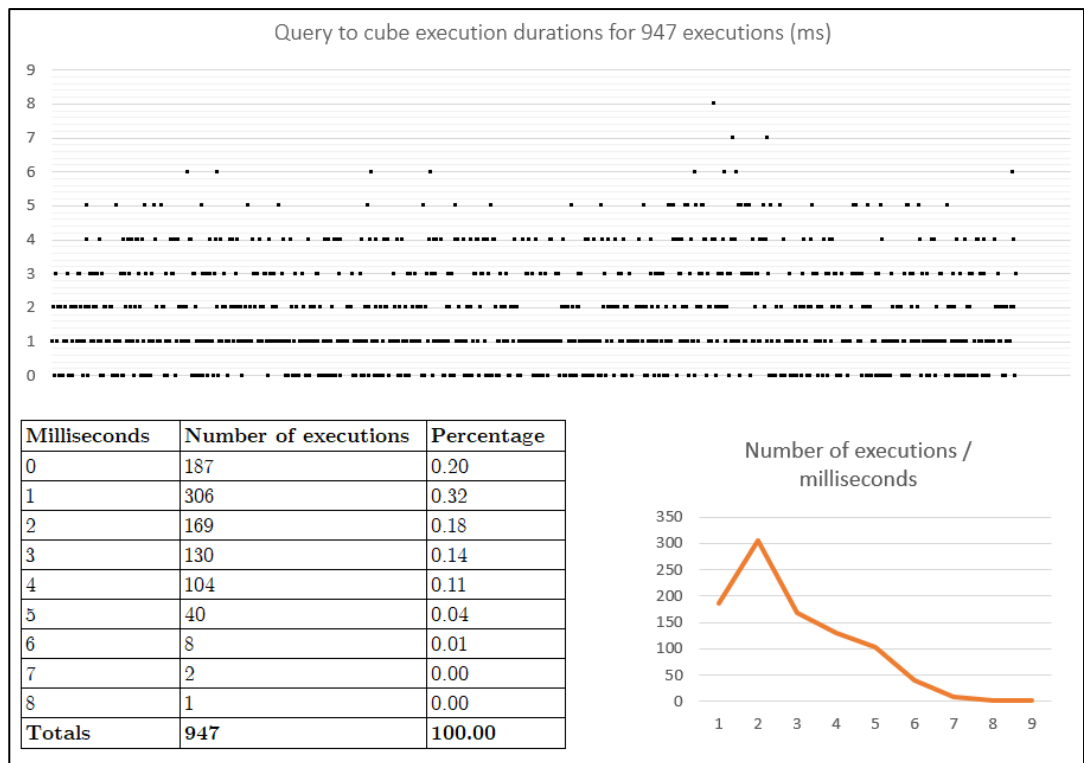 Query to cube execution durations for 947 executions (ms)
9
8
7
6
5
4
3
2
1
0
Milliseconds Number of executions Percentage
0 187 0.20
1 306 0.32
2 169 0.18
3 130 0.14
4 104 0.11
5 40 0.04
6 8 0.01
7 2 0.00
8 1 0.00
Totals 947 100.00
Number of executions /
milliseconds
350
300
250
200
150
100
50
0
1 2 3 4 5 6 7 8 9